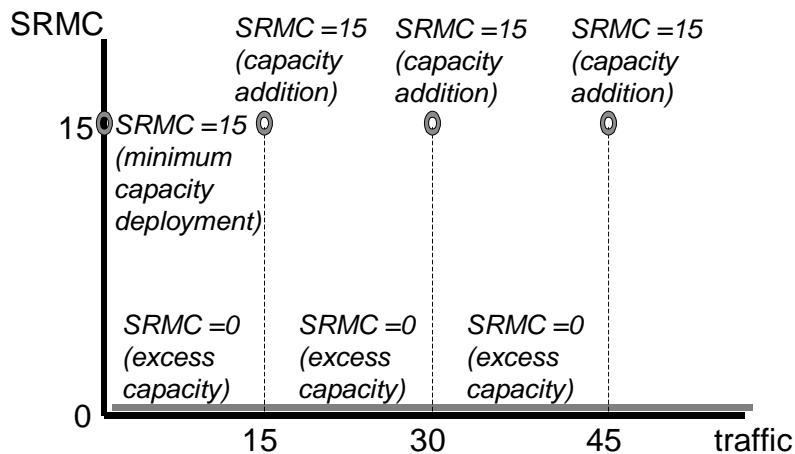 SRMC
SRMC =15
(capacity
addition)
SRMC =15
(capacity
addition)
SRMC =15
(capacity
addition)
15
SRMC =15
(minimum
capacity
deployment)
SRMC =0
(excess
capacity)
SRMC =0
(excess
capacity)
SRMC =0
(excess
capacity)
0
15
30
45
traffic